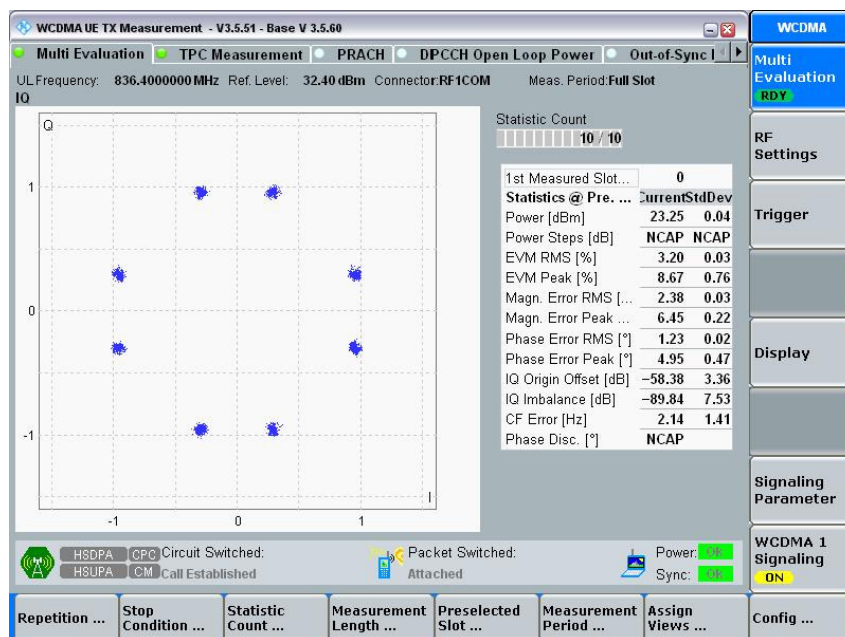 WCDMA UE TX Measurement - V3.5.51 - Base V 3.5.60
WCDMA
Multi Evaluation TPC Measurement PRACH DPCCH Open Loop Power Out-of-Sync
Multi Evaluation
RDY
UL Frequency: 836.4000000 MHz Ref. Level: 32.40 dBm Connector: RF1COM Meas. Period: Full Slot
IQ
Q
1
0
-1
-1 0 1
I
Statistic Count
10 / 10
1st Measured Slot... 0
Statistics @ Pre. ... Current StdDev
Power [dBm] 23.25 0.04
Power Steps [dB] NCAP NCAP
EVM RMS [%] 3.20 0.03
EVM Peak [%] 8.67 0.76
Magn. Error RMS [... 2.38 0.03
Magn. Error Peak ... 6.45 0.22
Phase Error RMS [°] 1.23 0.02
Phase Error Peak [°] 4.95 0.47
IQ Origin Offset [dB] −58.38 3.36
IQ Imbalance [dB] −89.84 7.53
CF Error [Hz] 2.14 1.41
Phase Disc. [°] NCAP
RF Settings
Trigger
Display
Signaling Parameter
WCDMA 1 Signaling
ON
HSDPA CPC Circuit Switched: Packet Switched: Power: OK
HSUPA CM Call Established Attached Sync: OK
Repetition ...
Stop Condition ...
Statistic Count ...
Measurement Length ...
Preselected Slot ...
Measurement Period ...
Assign Views ...
Config ...